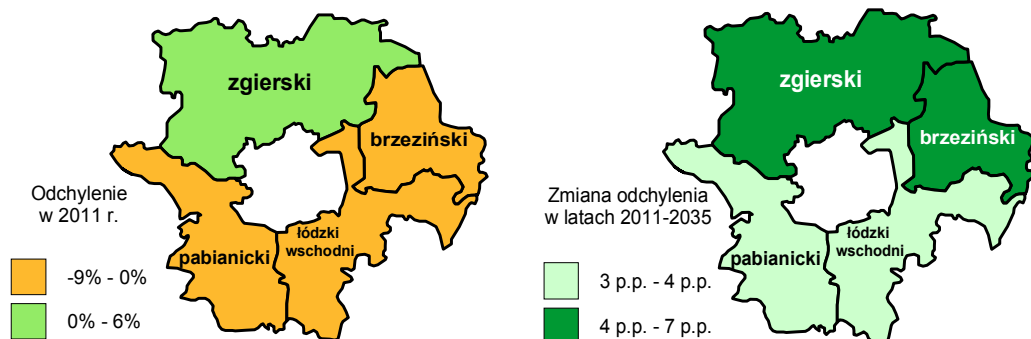 zgierski
brzeziński
Odchylenie
w 2011 r.
łódzki
wschodni
pabianicki
-9% - 0%
0% - 6%
zgierski
brzeziński
Zmiana odchylenia
w latach 2011-2035
łódzki
wschodni
pabianicki
3 p.p. - 4 p.p.
4 p.p. - 7 p.p.